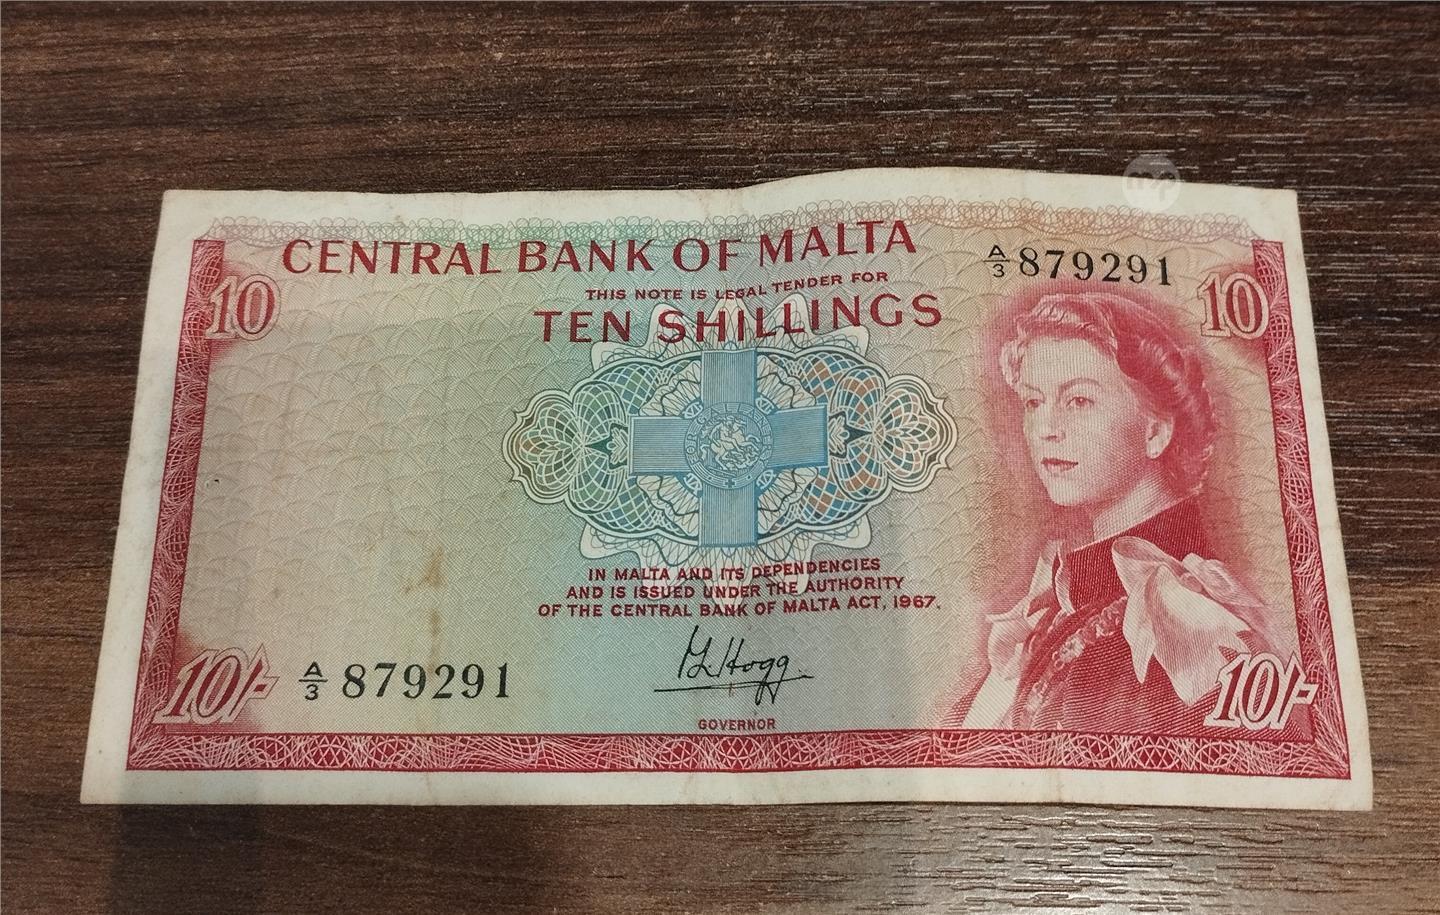 CENTRAL BANK OF MALTA
A/3 879291
THIS NOTE IS LEGAL TENDER FOR
10
10
TEN SHILLINGS
IN MALTA AND ITS DEPENDENCIES
AND IS ISSUED UNDER THE AUTHORITY
OF THE CENTRAL BANK OF MALTA ACT, 1967.
10/-
A/3 879291
Hogg
10/-
GOVERNOR